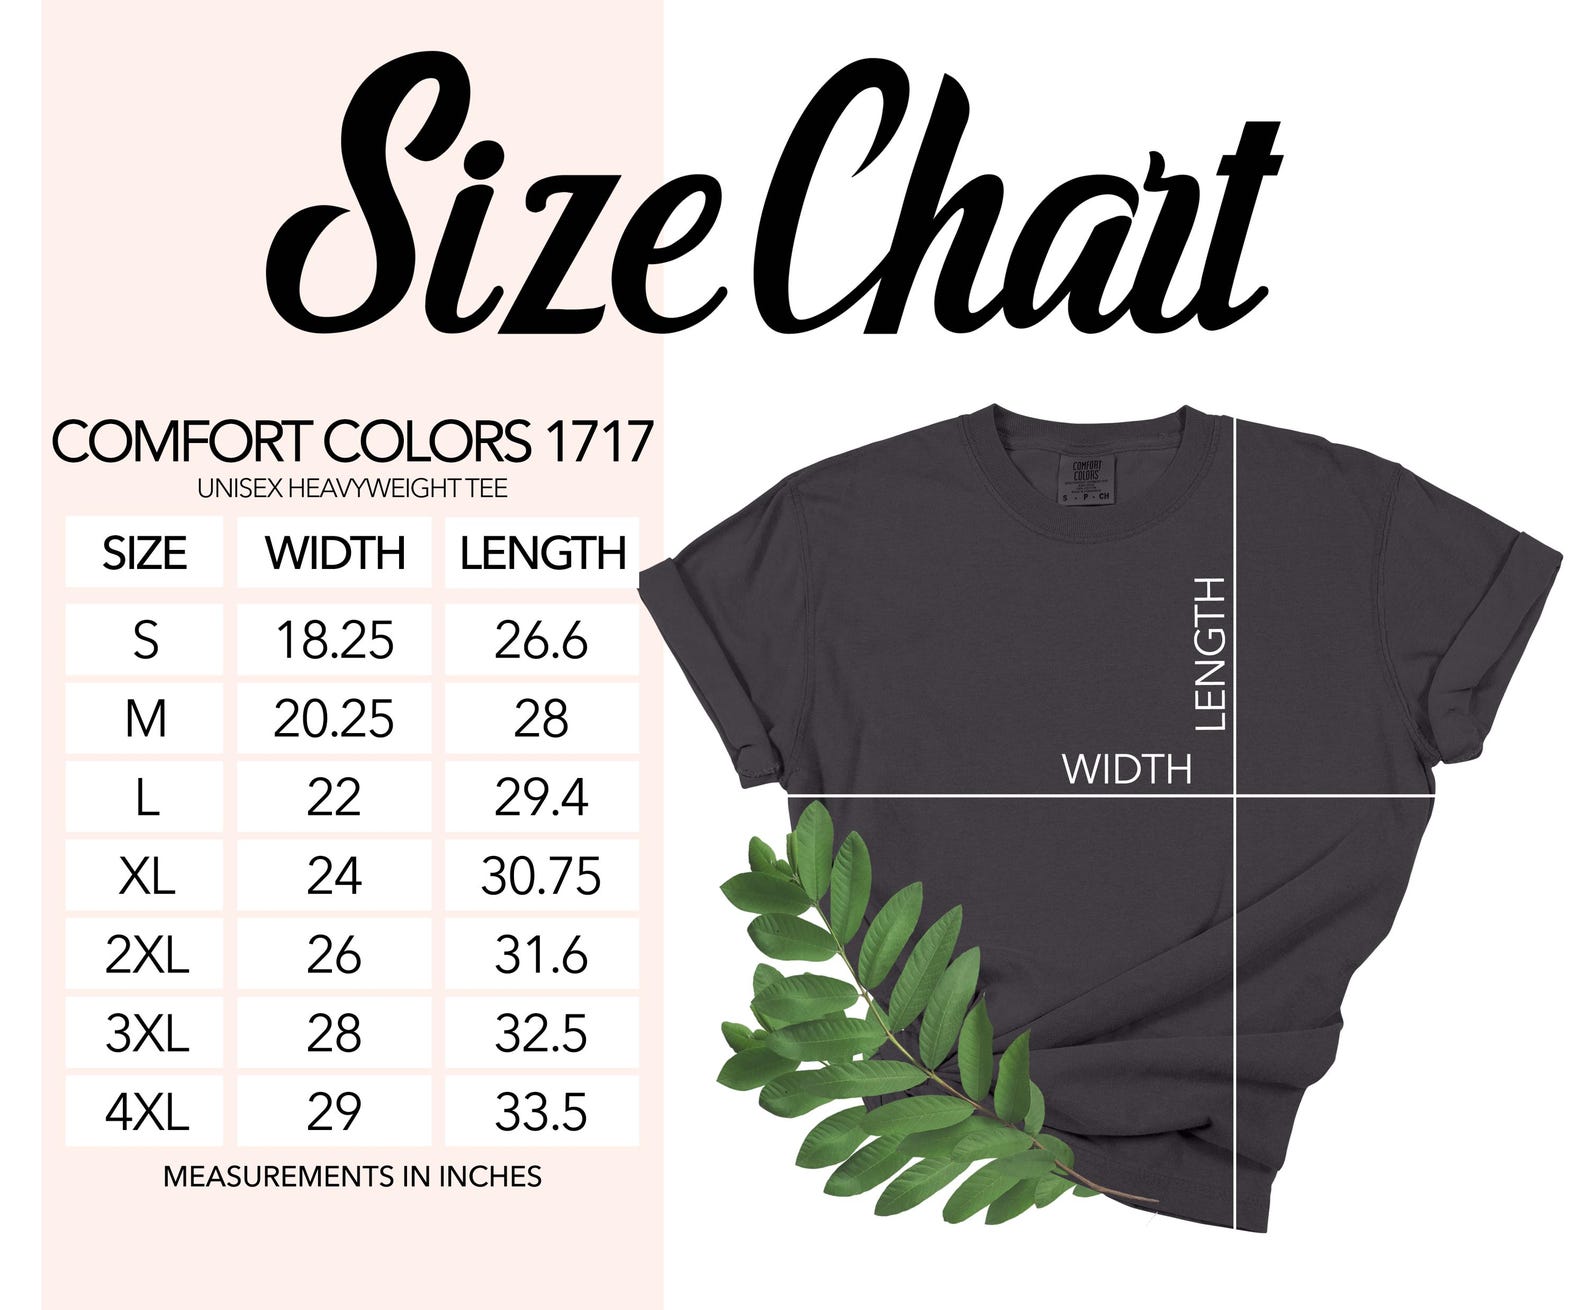 Size Chart
COMFORT COLORS 1717
UNISEX HEAVYWEIGHT TEE
SIZE WIDTH LENGTH
S 18.25 26.6
M 20.25 28
L 22 29.4
XL 24 30.75
2XL 26 31.6
3XL 28 32.5
4XL 29 33.5
MEASUREMENTS IN INCHES
COMFORT
COLORS
S - P - CH
LENGTH
WIDTH